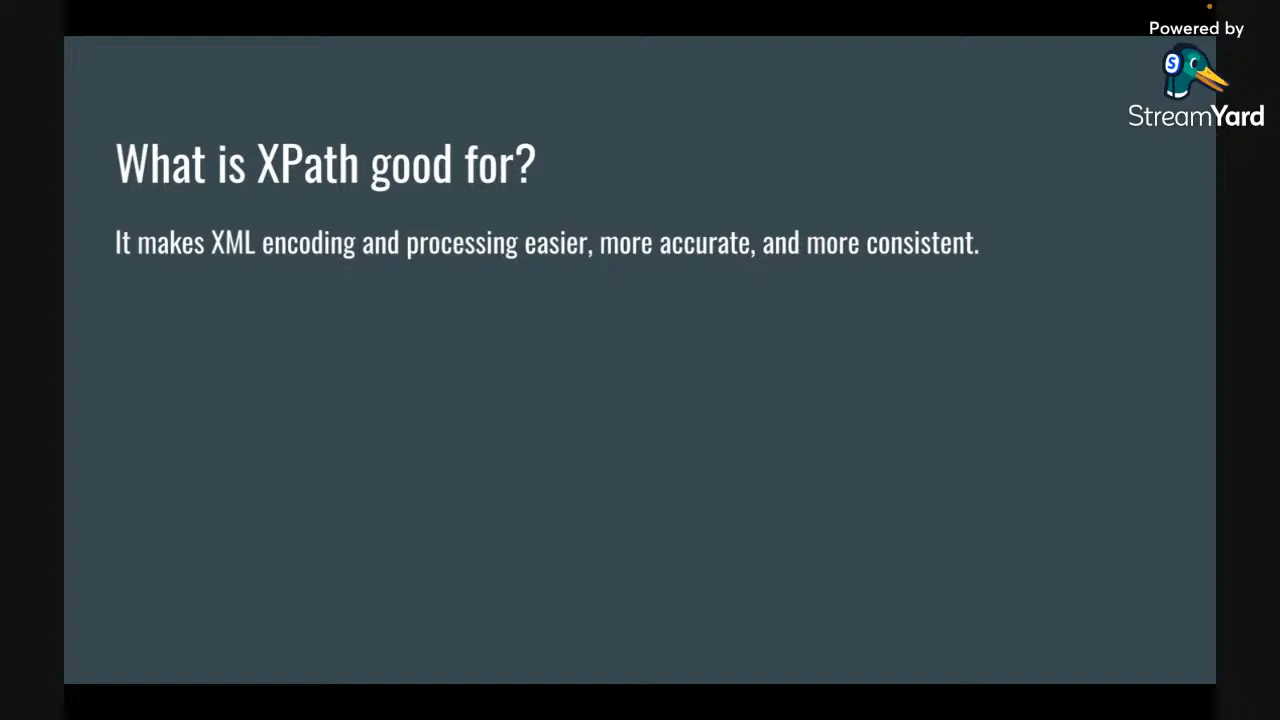 Powered by
S
StreamYard
What is XPath good for?
It makes XML encoding and processing easier, more accurate, and more consistent.